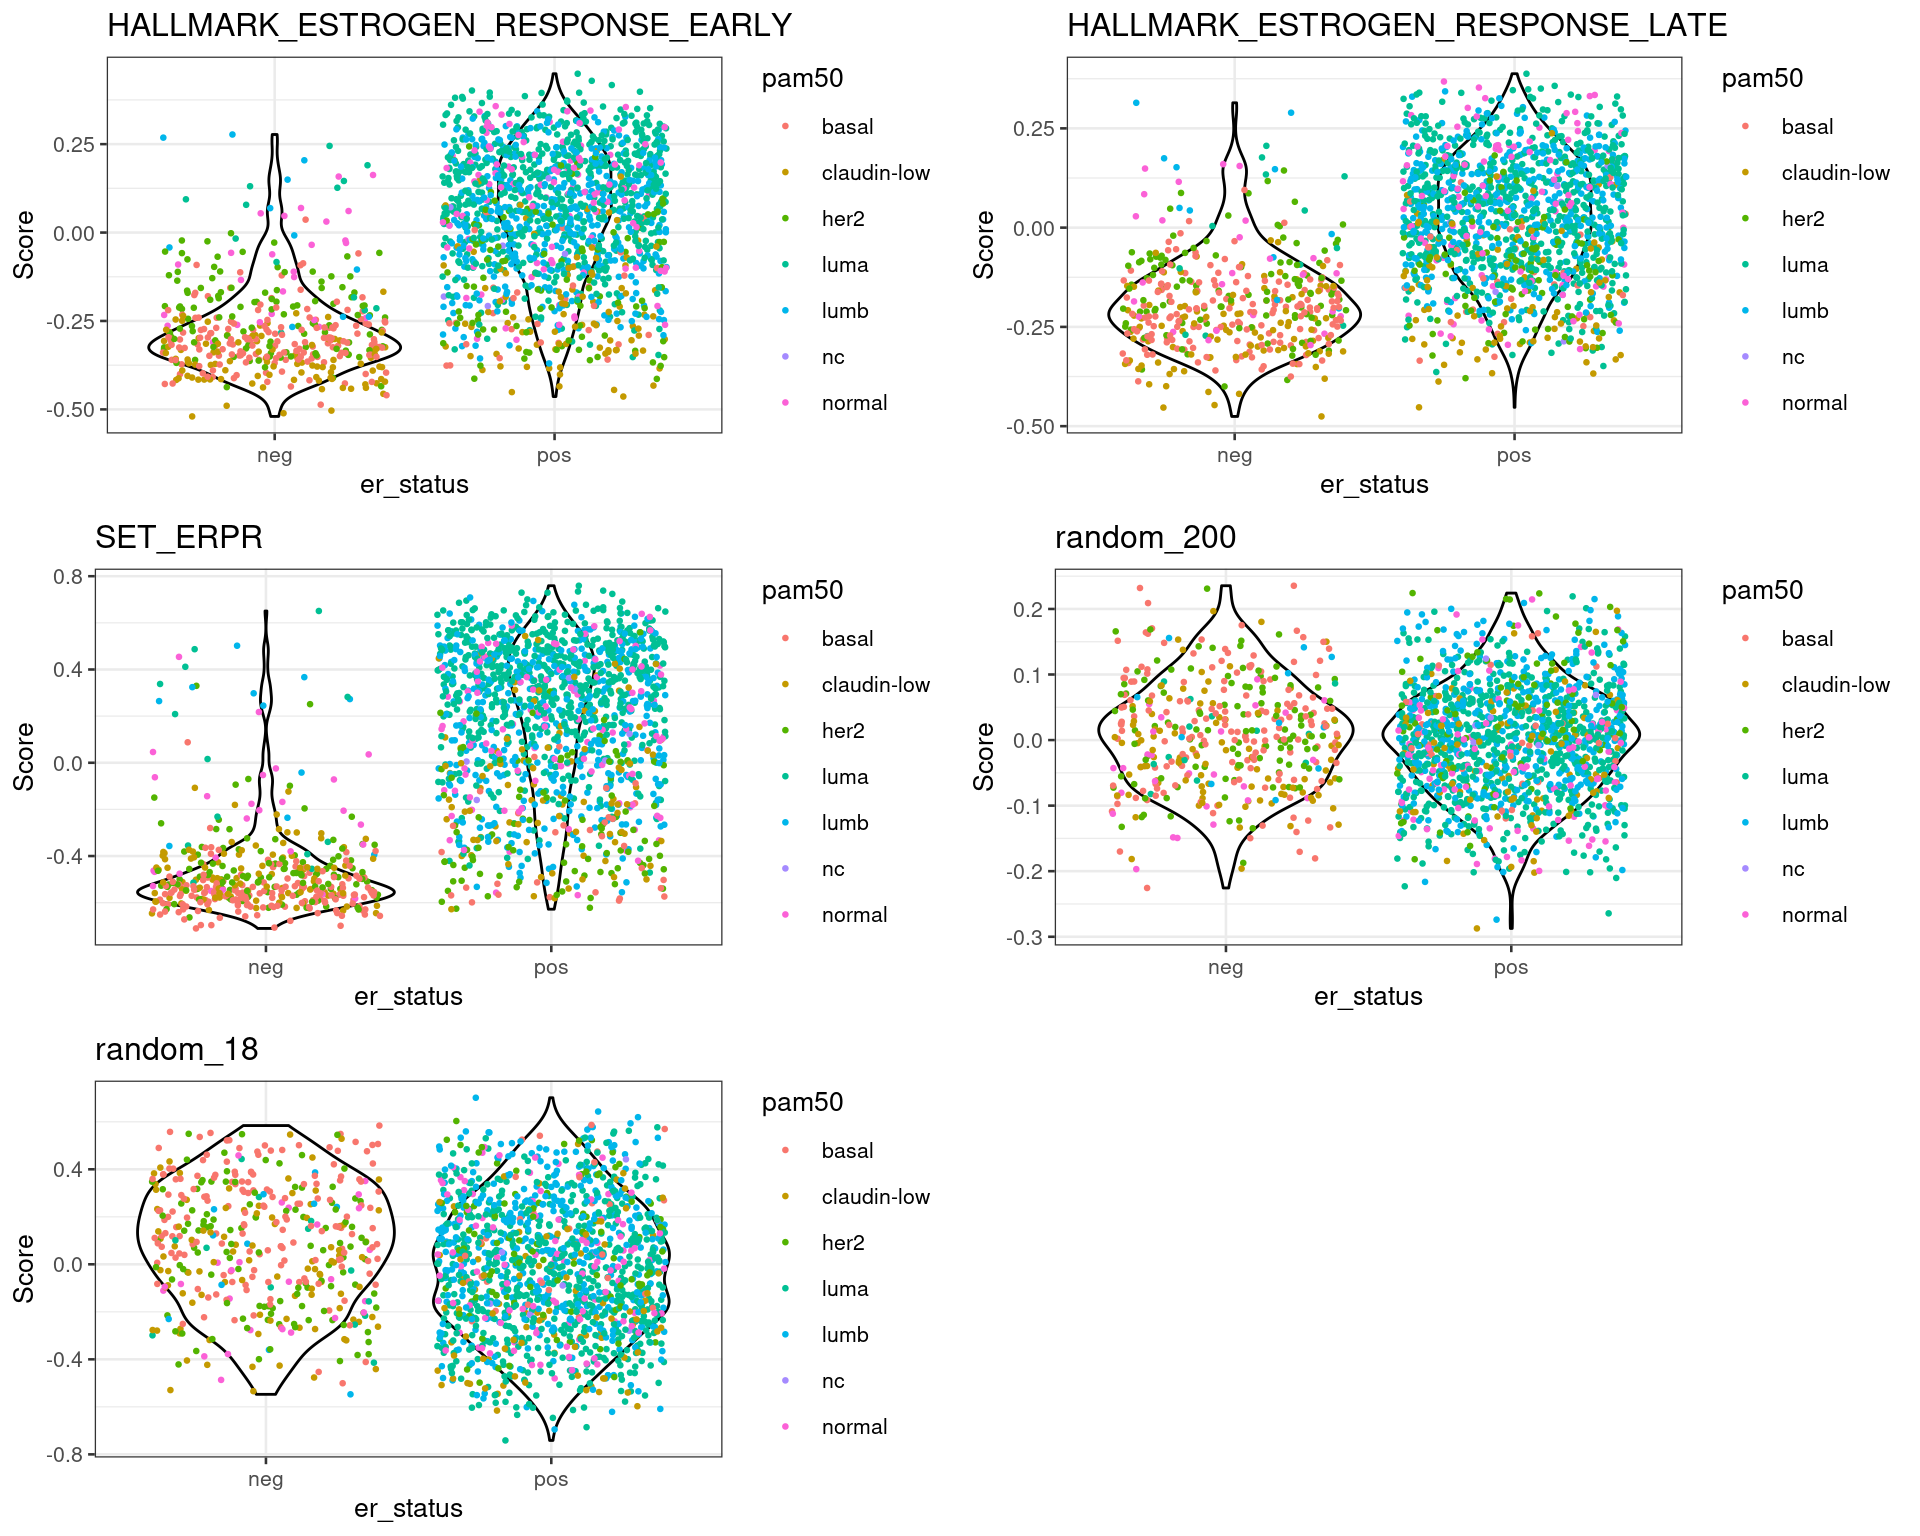 HALLMARK_ESTROGEN_RESPONSE_EARLY
Score
0.25
0.00
-0.25
-0.50
neg
pos
er_status
pam50
basal
claudin-low
her2
luma
lumb
nc
normal
HALLMARK_ESTROGEN_RESPONSE_LATE
Score
0.25
0.00
-0.25
-0.50
neg
pos
er_status
pam50
basal
claudin-low
her2
luma
lumb
nc
normal
SET_ERPR
Score
0.8
0.4
0.0
-0.4
neg
pos
er_status
pam50
basal
claudin-low
her2
luma
lumb
nc
normal
random_200
Score
0.2
0.1
0.0
-0.1
-0.2
-0.3
neg
pos
er_status
pam50
basal
claudin-low
her2
luma
lumb
nc
normal
random_18
Score
0.4
0.0
-0.4
-0.8
neg
pos
er_status
pam50
basal
claudin-low
her2
luma
lumb
nc
normal